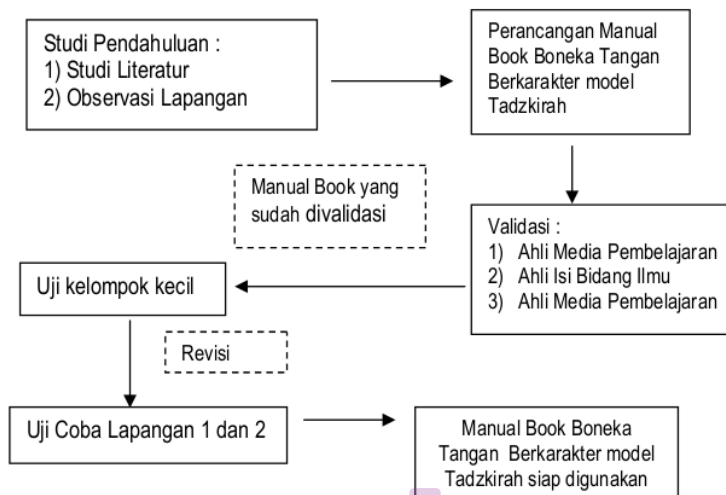 Studi Pendahuluan :
1) Studi Literatur
2) Observasi Lapangan
Perancangan Manual
Book Boneka Tangan
Berkarakter model
Tadzkirah
Manual Book yang
sudah divalidasi
Validasi :
1) Ahli Media Pembelajaran
2) Ahli Isi Bidang Ilmu
3) Ahli Media Pembelajaran
Uji kelompok kecil
Revisi
Uji Coba Lapangan 1 dan 2
Manual Book Boneka
Tangan Berkarakter model
Tadzkirah siap digunakan